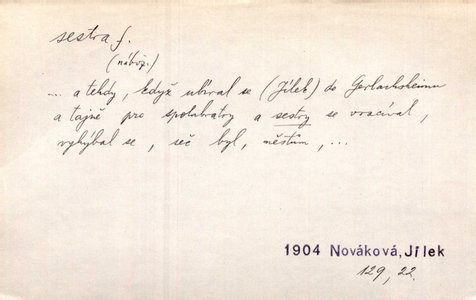 sestra f.
(nábož.)
... a tehdy, když ubíral se (Jílek) do Gerlachsheimu
a tajně pro spolubratry a sestry se vracíval,
vyhýbal se, seč byl, městům, ...
1904 Nováková, Jílek
129, 22.